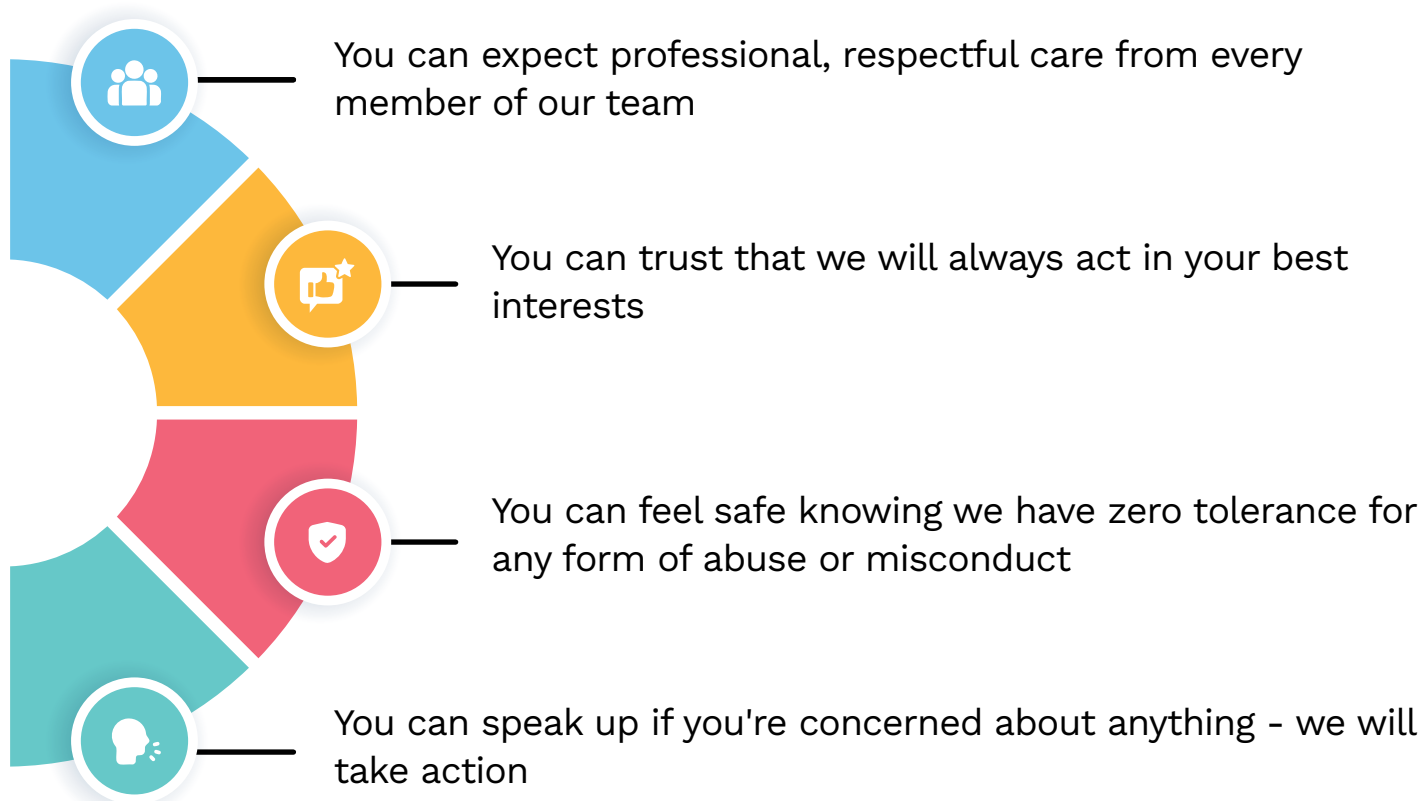 You can expect professional, respectful care from every
member of our team
You can trust that we will always act in your best
interests
You can feel safe knowing we have zero tolerance for
any form of abuse or misconduct
You can speak up if you're concerned about anything - we will
take action